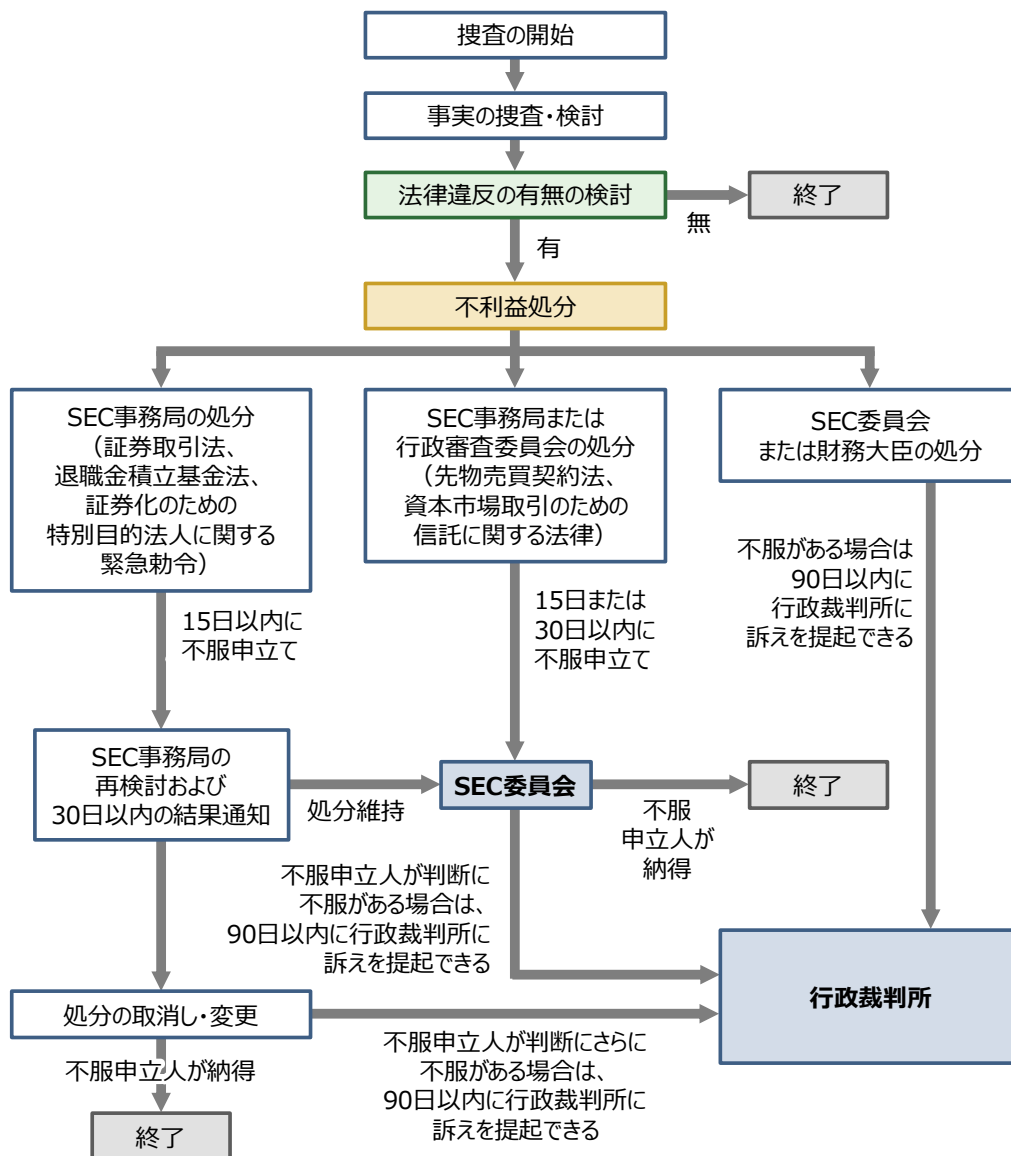 捜査の開始
事実の捜査・検討
法律違反の有無の検討
終了
無
有
不利益処分
SEC事務局の処分
（証券取引法、
退職金積立基金法、
証券化のための
特別目的法人に関する
緊急勅令）
SEC事務局または
行政審査委員会の処分
（先物売買契約法、
資本市場取引のための
信託に関する法律）
SEC委員会
または財務大臣の処分
15日以内に
不服申立て
15日または
30日以内に
不服申立て
不服がある場合は
90日以内に
行政裁判所に
訴えを提起できる
SEC事務局の
再検討および
30日以内の結果通知
処分維持
SEC委員会
不服
申立人が
納得
終了
不服申立人が判断に
不服がある場合は、
90日以内に行政裁判所に
訴えを提起できる
行政裁判所
処分の取消し・変更
不服申立人が納得
終了
不服申立人が判断にさらに
不服がある場合は、
90日以内に行政裁判所に
訴えを提起できる